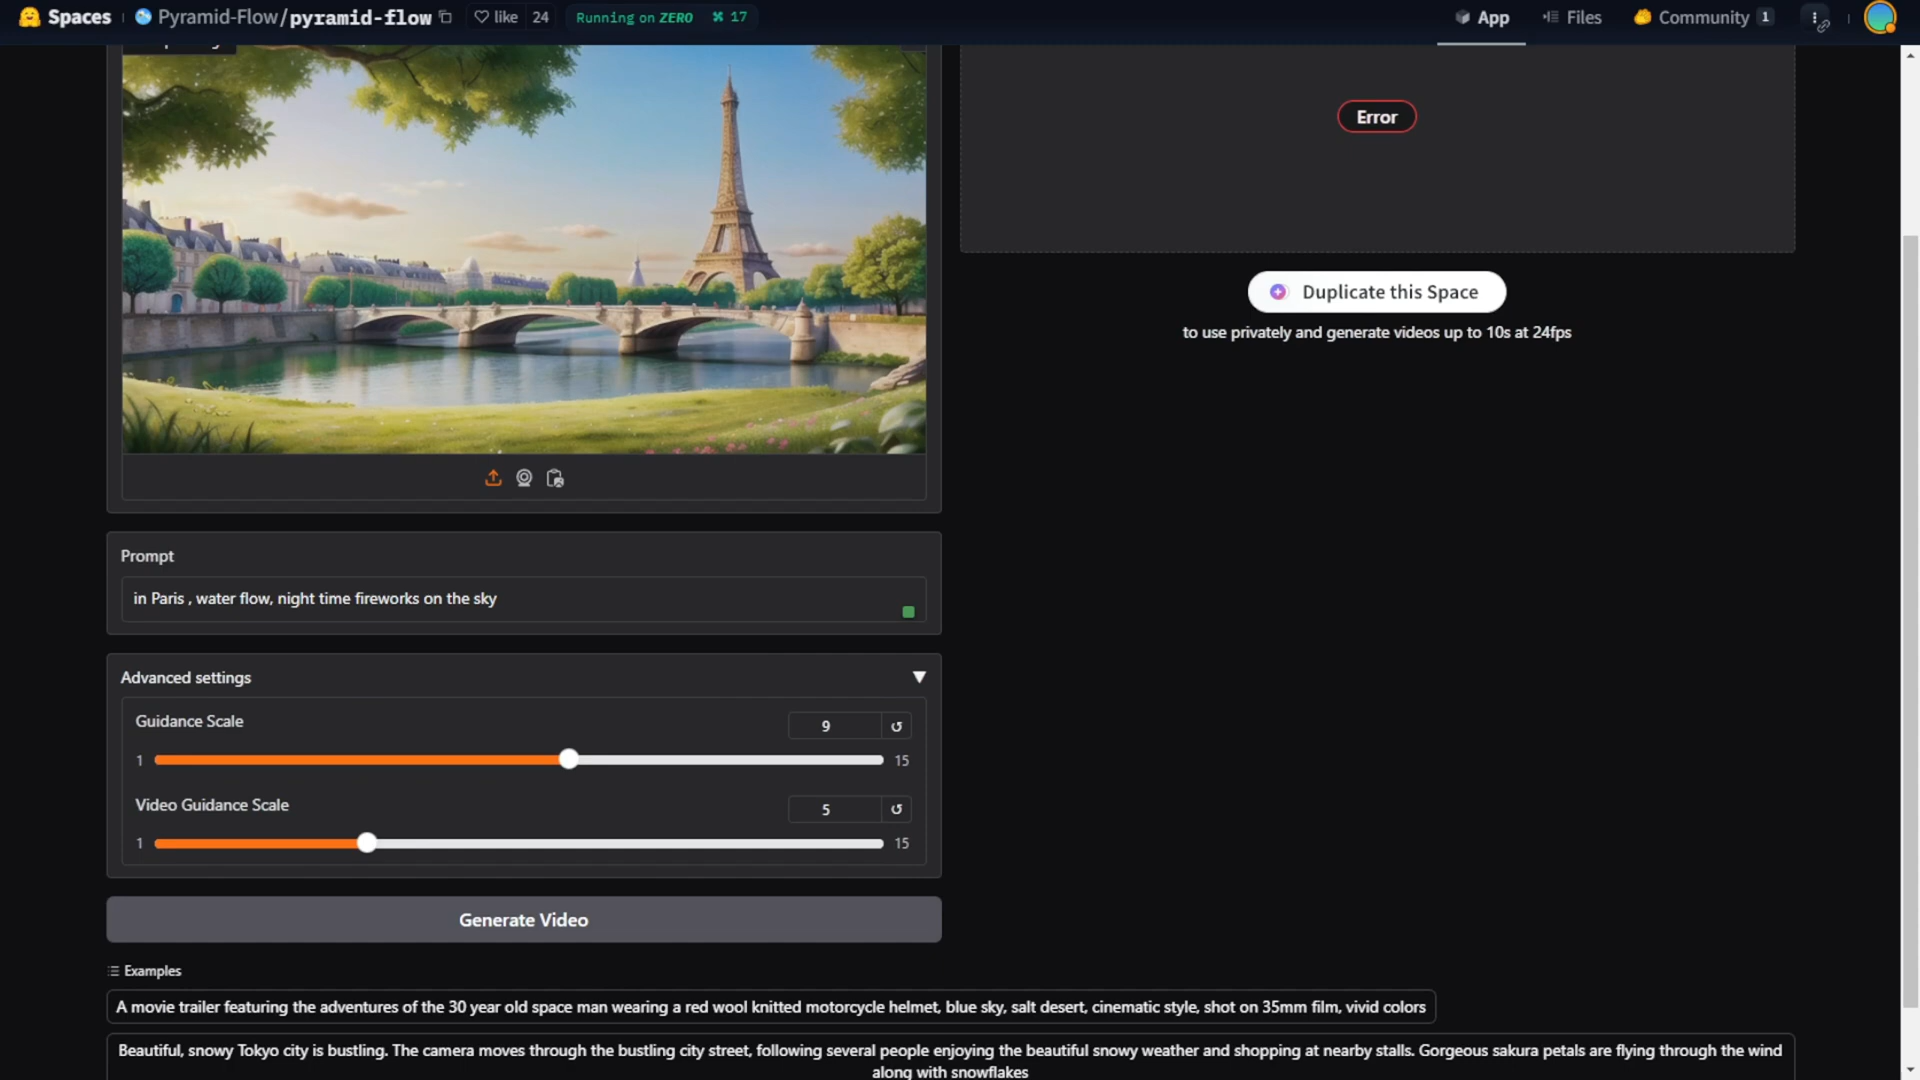 Spaces
Pyramid-Flow/pyramid-flow
like 24
Running on ZERO 17
App
Files
Community 1
Error
Duplicate this Space
to use privately and generate videos up to 10s at 24fps
Prompt
in Paris , water flow, night time fireworks on the sky
Advanced settings
Guidance Scale
9
1
15
Video Guidance Scale
5
1
15
Generate Video
Examples
A movie trailer featuring the adventures of the 30 year old space man wearing a red wool knitted motorcycle helmet, blue sky, salt desert, cinematic style, shot on 35mm film, vivid colors
Beautiful, snowy Tokyo city is bustling. The camera moves through the bustling city street, following several people enjoying the beautiful snowy weather and shopping at nearby stalls. Gorgeous sakura petals are flying through the wind
along with snowflakes